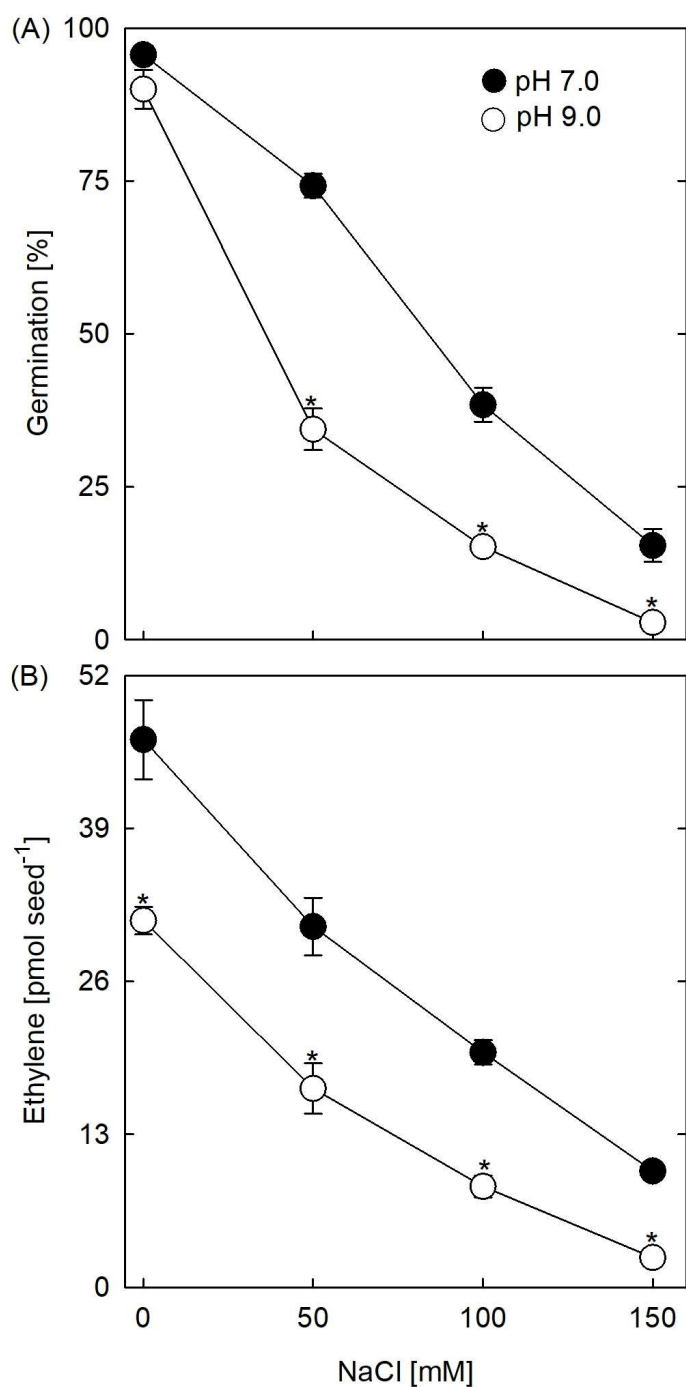 (A)
100
75
50
25
0
Germination [%]
pH 7.0
pH 9.0
*
*
*
(B)
52
39
26
13
0
Ethylene [pmol seed⁻¹]
*
*
*
*
0 50 100 150
NaCl [mM]